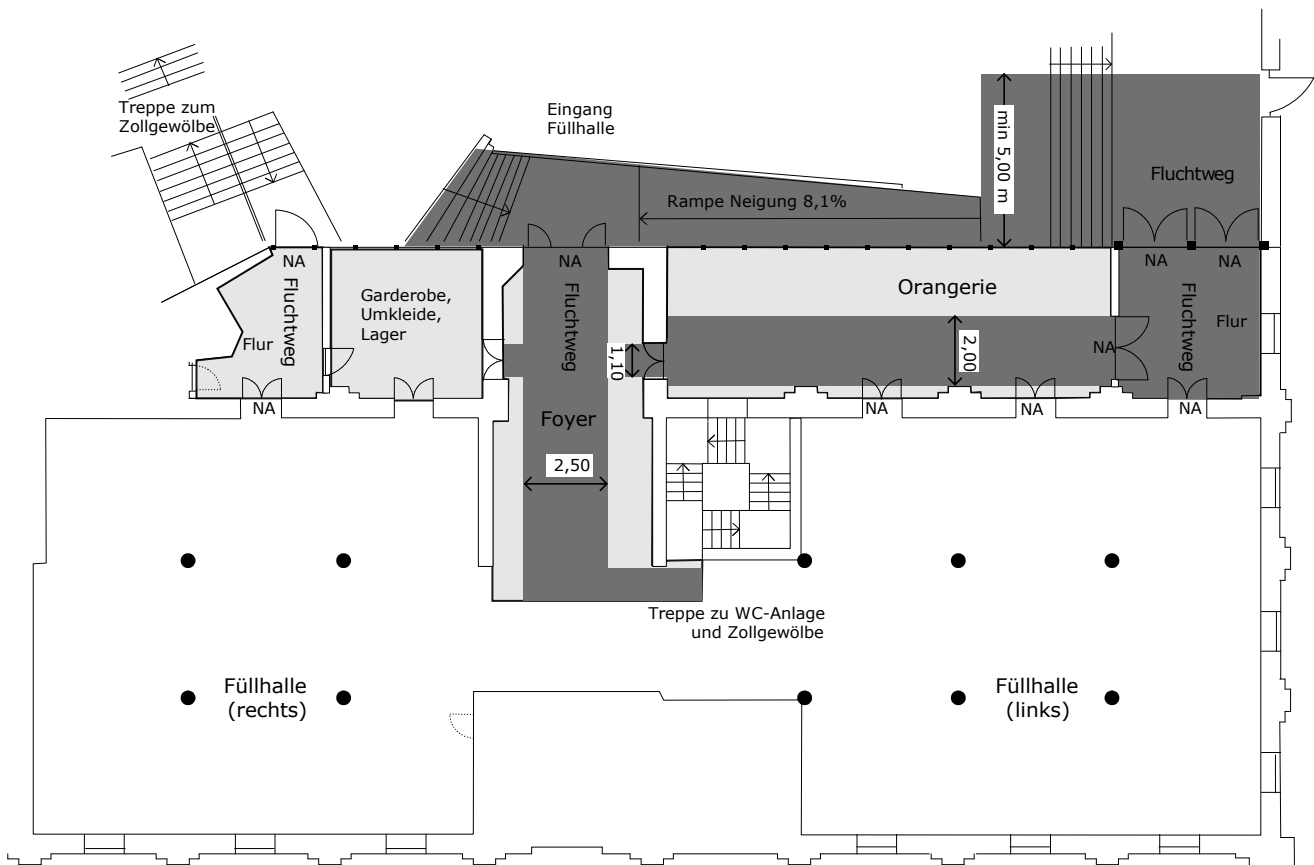 Treppe zum
Zollgewölbe
Eingang
Füllhalle
min 5,00 m
Fluchtweg
Rampe Neigung 8,1%
NA
Fluchtweg
Flur
NA
Garderobe,
Umkleide,
Lager
NA
Fluchtweg
1,10
Foyer
2,50
Orangerie
2,00
NA
NA
NA
NA
NA
Fluchtweg
Flur
NA
NA
Treppe zu WC-Anlage
und Zollgewölbe
Füllhalle
(rechts)
Füllhalle
(links)